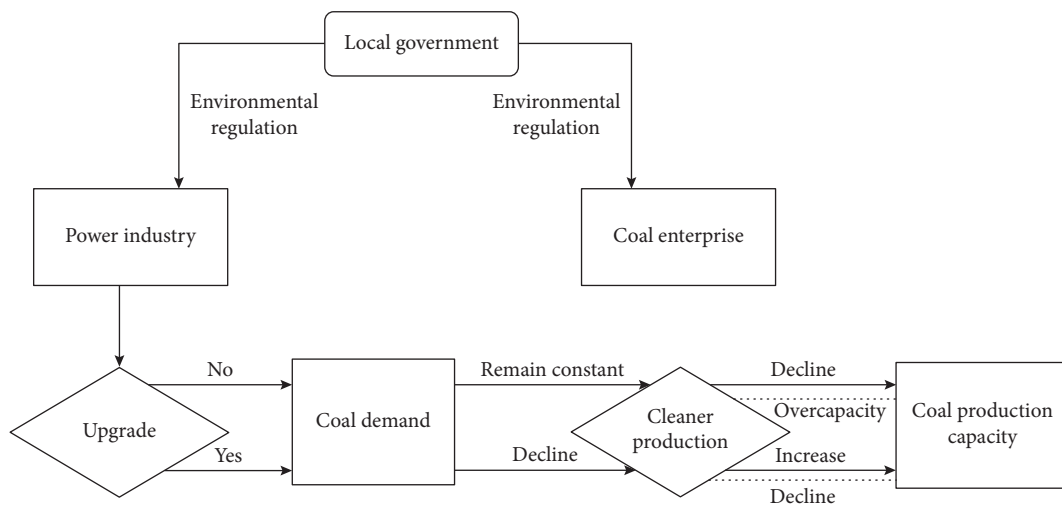 Local government
Environmental
regulation
Environmental
regulation
Power industry
Coal enterprise
No
Remain constant
Decline
Upgrade
Coal demand
Cleaner
production
Overcapacity
Coal production
capacity
Yes
Decline
Increase
Decline